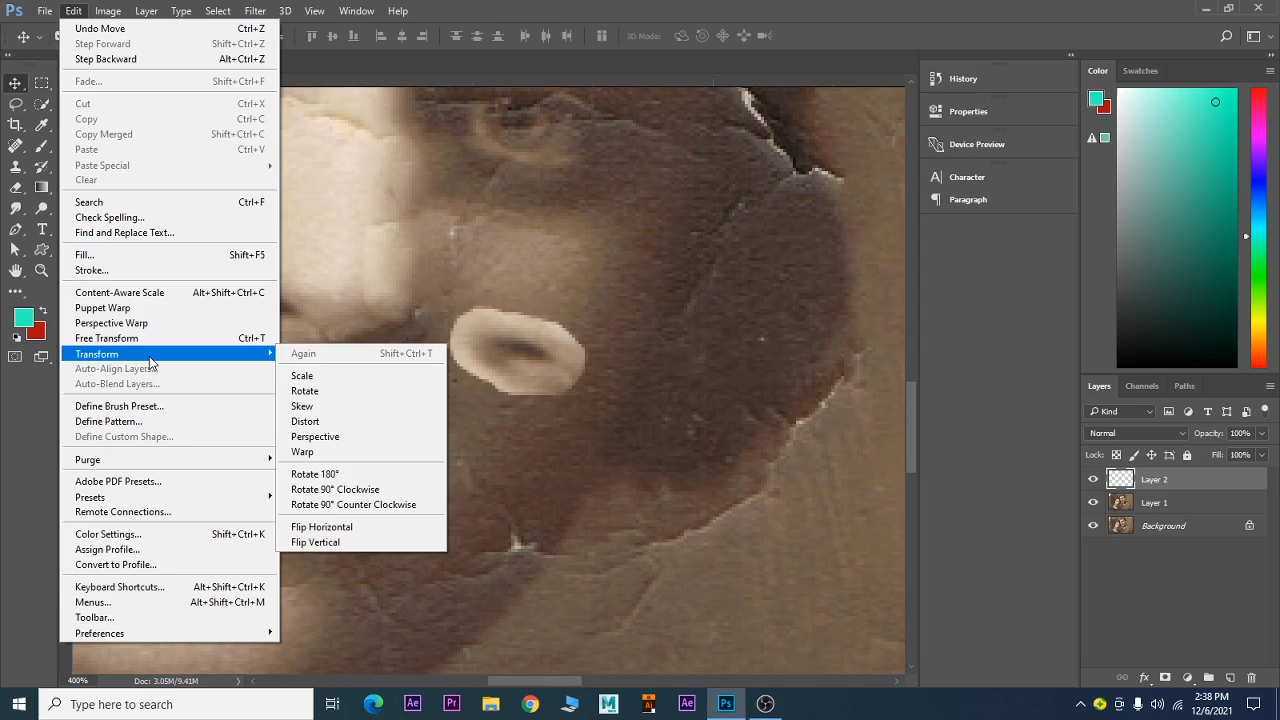 Ps File Edit Image Layer Type Select Filter 3D View Window Help
3D Mode:
Undo Move Ctrl+Z
Step Forward Shift+Ctrl+Z
Step Backward Alt+Ctrl+Z
Fade... Shift+Ctrl+F
Cut Ctrl+X
Copy Ctrl+C
Copy Merged Shift+Ctrl+C
Paste Ctrl+V
Paste Special
Clear
Search Ctrl+F
Check Spelling...
Find and Replace Text...
Fill... Shift+F5
Stroke...
Content-Aware Scale Alt+Shift+Ctrl+C
Puppet Warp
Perspective Warp
Free Transform Ctrl+T
Transform
Auto-Align Layers...
Auto-Blend Layers...
Define Brush Preset...
Define Pattern...
Define Custom Shape...
Purge
Adobe PDF Presets...
Presets
Remote Connections...
Color Settings... Shift+Ctrl+K
Assign Profile...
Convert to Profile...
Keyboard Shortcuts... Alt+Shift+Ctrl+K
Menus... Alt+Shift+Ctrl+M
Toolbar...
Preferences
Again Shift+Ctrl+T
Scale
Rotate
Skew
Distort
Perspective
Warp
Rotate 180°
Rotate 90° Clockwise
Rotate 90° Counter Clockwise
Flip Horizontal
Flip Vertical
History
Properties
Device Preview
A Character
Paragraph
Color Swatches
Layers Channels Paths
Kind
Normal Opacity: 100%
Lock: Fill: 100%
Layer 2
Layer 1
Background
fx
400% Doc: 3.05M/9.41M
Type here to search
Ae Pr M Ai Ae Ps
2:38 PM
12/6/2021